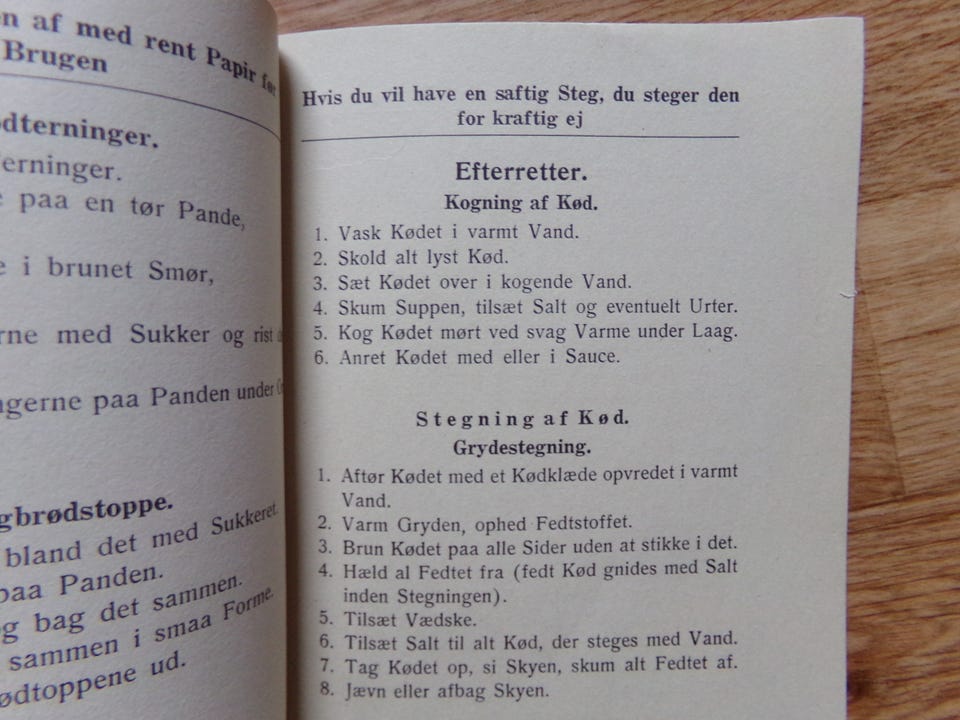 en af med rent Papir før
Brugen
dterninger.
erninger.
paa en tør Pande,
e i brunet Smør,
rne med Sukker og rist
ngerne paa Panden under
gbrødstoppe.
bland det med Sukkeret.
paa Panden.
g bag det sammen.
sammen i smaa Forme.
ødtoppene ud.
Hvis du vil have en saftig Steg, du steger den
for kraftig ej
Efterretter.
Kogning af Kød.
1. Vask Kødet i varmt Vand.
2. Skold alt lyst Kød.
3. Sæt Kødet over i kogende Vand.
4. Skum Suppen, tilsæt Salt og eventuelt Urter.
5. Kog Kødet mørt ved svag Varme under Laag.
6. Anret Kødet med eller i Sauce.
Stegning af Kød.
Grydestegning.
1. Aftør Kødet med et Kødklæde opvredet i varmt
Vand.
2. Varm Gryden, ophed Fedtstoffet.
3. Brun Kødet paa alle Sider uden at stikke i det.
4. Hæld al Fedtet fra (fedt Kød gnides med Salt
inden Stegningen).
5. Tilsæt Vædske.
6. Tilsæt Salt til alt Kød, der steges med Vand.
7. Tag Kødet op, si Skyen, skum alt Fedtet af.
8. Jævn eller afbag Skyen.